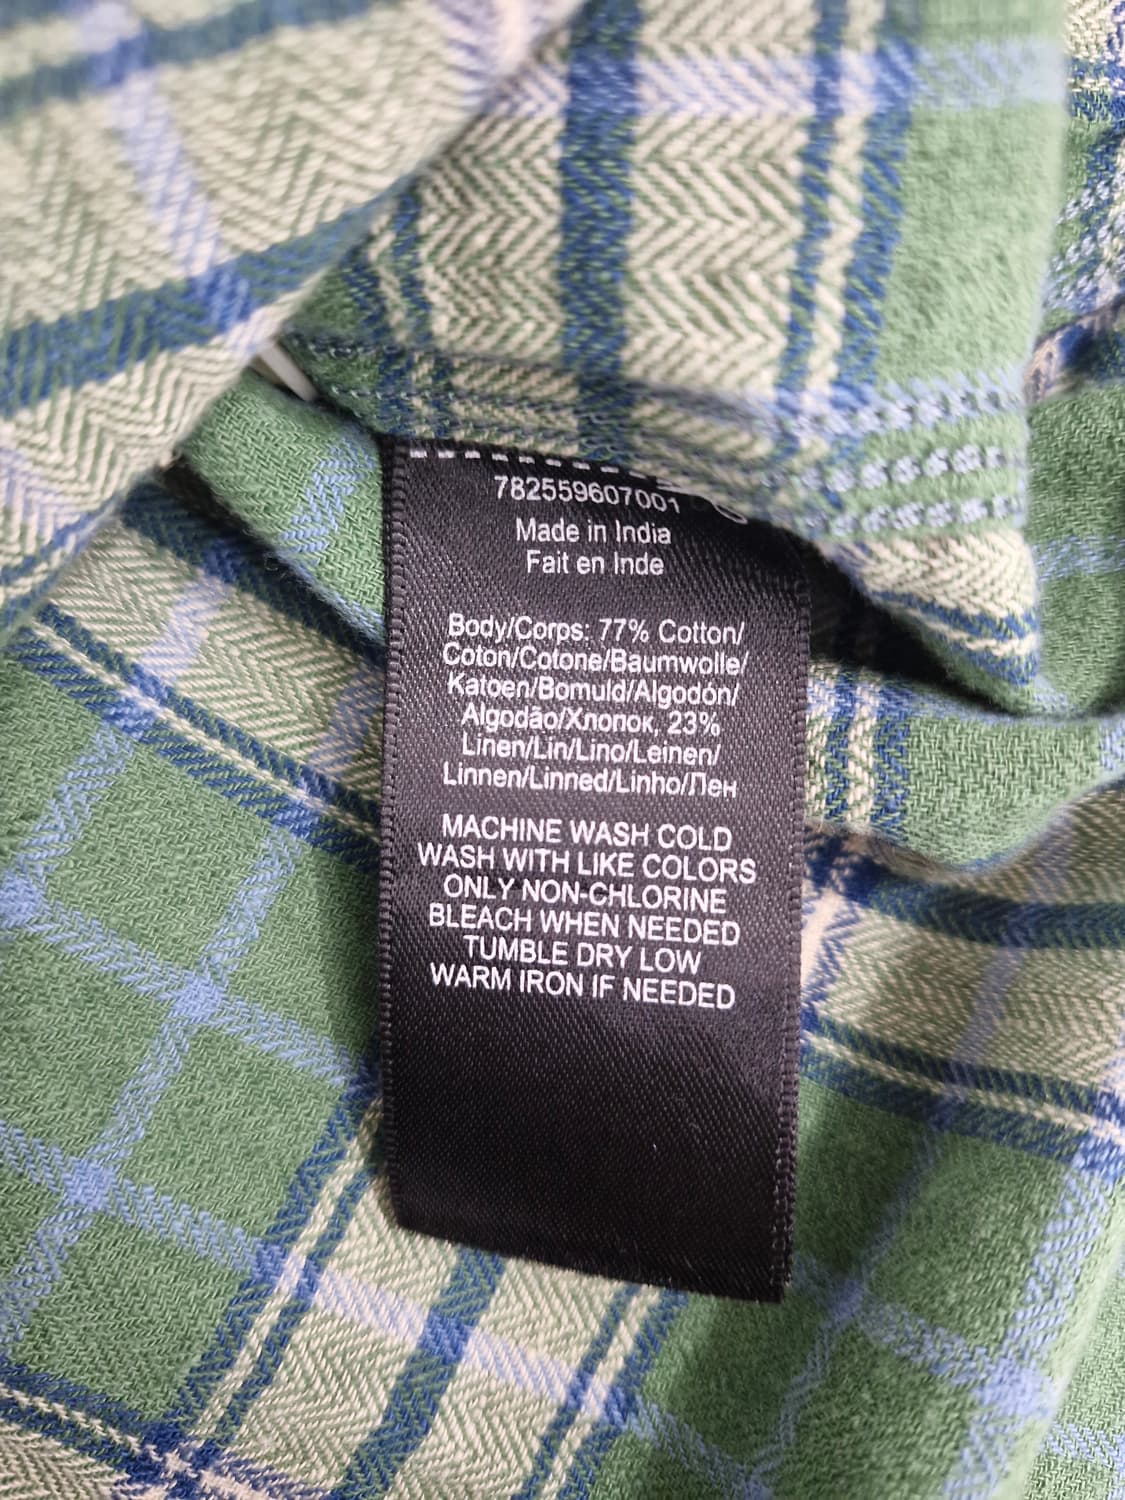 782559607001
Made in India
Fait en Inde
Body/Corps: 77% Cotton/
Coton/Cotone/Baumwolle/
Katoen/Bomuld/Algodón/
Algodão/Хлопок, 23%
Linen/Lin/Lino/Leinen/
Linnen/Linned/Linho/Лен
MACHINE WASH COLD
WASH WITH LIKE COLORS
ONLY NON-CHLORINE
BLEACH WHEN NEEDED
TUMBLE DRY LOW
WARM IRON IF NEEDED